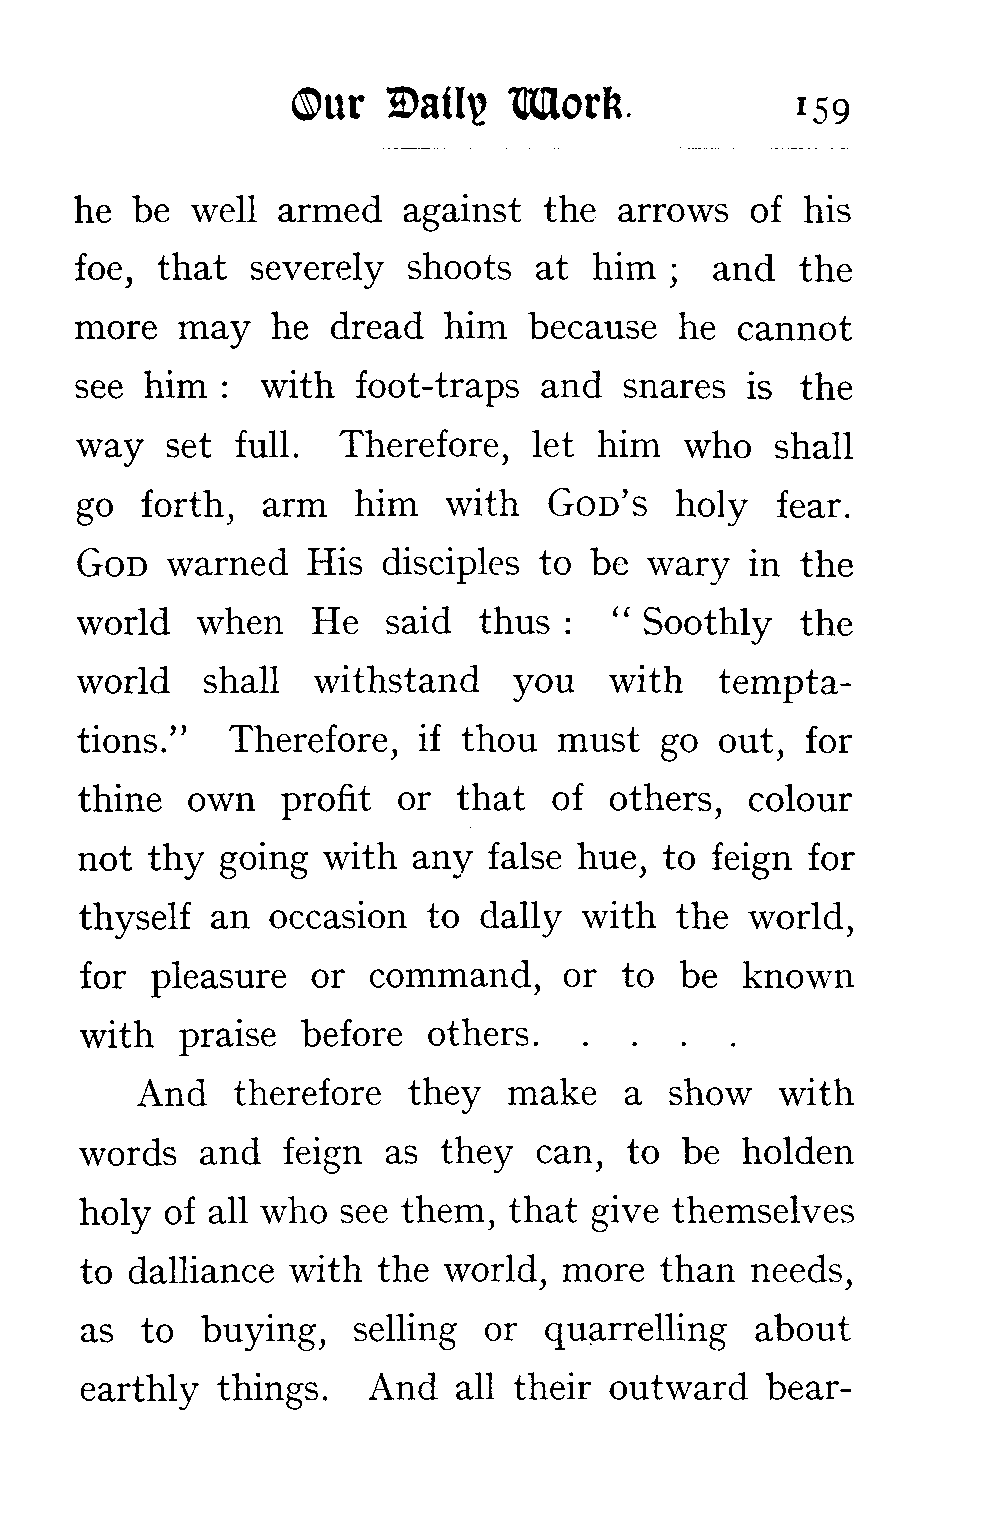 Our Daily Work. 159
he be well armed against the arrows of his
foe, that severely shoots at him ; and the
more may he dread him because he cannot
see him : with foot-traps and snares is the
way set full. Therefore, let him who shall
go forth, arm him with GOD’S holy fear.
GOD warned His disciples to be wary in the
world when He said thus : “ Soothly the
world shall withstand you with tempta-
tions.” Therefore, if thou must go out, for
thine own profit or that of others, colour
not thy going with any false hue, to feign for
thyself an occasion to dally with the world,
for pleasure or command, or to be known
with praise before others. . . . .
And therefore they make a show with
words and feign as they can, to be holden
holy of all who see them, that give themselves
to dalliance with the world, more than needs,
as to buying, selling or quarrelling about
earthly things. And all their outward bear-